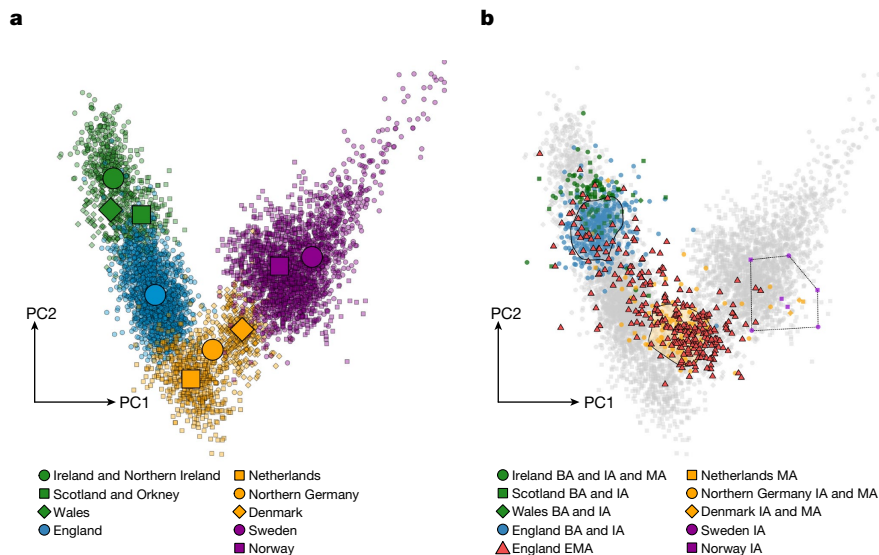 a
PC2
PC1
Ireland and Northern Ireland
Scotland and Orkney
Wales
England
Netherlands
Northern Germany
Denmark
Sweden
Norway
b
PC2
PC1
Ireland BA and IA and MA
Scotland BA and IA
Wales BA and IA
England BA and IA
England EMA
Netherlands MA
Northern Germany IA and MA
Denmark IA and MA
Sweden IA
Norway IA